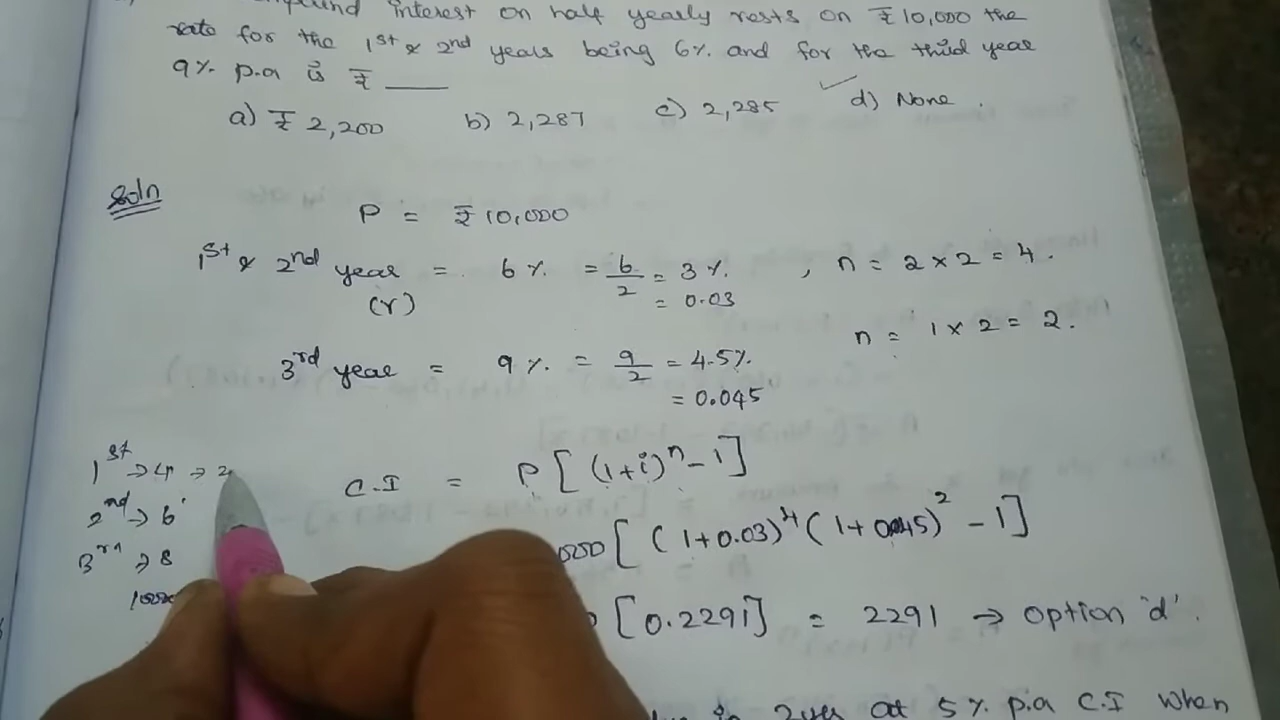 interest on half yearly rests on ₹ 10,000 the
rate for the 1st & 2nd years being 6% and for the third year
9% p.a is ₹ ____
a) ₹ 2,200 b) 2,287 c) 2,285 ✓ d) None.
Soln
P = ₹ 10,000
1st & 2nd year = 6% = 6/2 = 3%, n = 2 × 2 = 4.
(r) = 0.03
n = 1 × 2 = 2.
3rd year = 9% = 9/2 = 4.5%
= 0.045
1st → 4 → 2
2nd → 6
3rd → 8
C.I = P[(1+i)^n - 1]
[(1+0.03)^4 (1+0.045)^2 - 1]
[0.2291] = 2291 → Option 'd'.
at 5% p.a C.I when